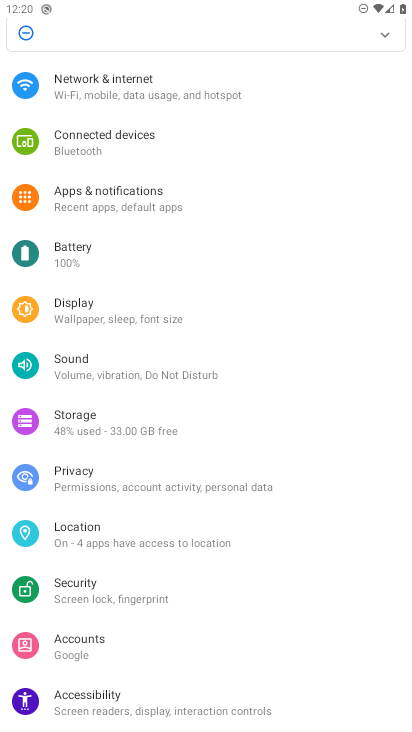 12:20
Network & internet
Wi-Fi, mobile, data usage, and hotspot
Connected devices
Bluetooth
Apps & notifications
Recent apps, default apps
Battery
100%
Display
Wallpaper, sleep, font size
Sound
Volume, vibration, Do Not Disturb
Storage
48% used - 33.00 GB free
Privacy
Permissions, account activity, personal data
Location
On - 4 apps have access to location
Security
Screen lock, fingerprint
Accounts
Google
Accessibility
Screen readers, display, interaction controls